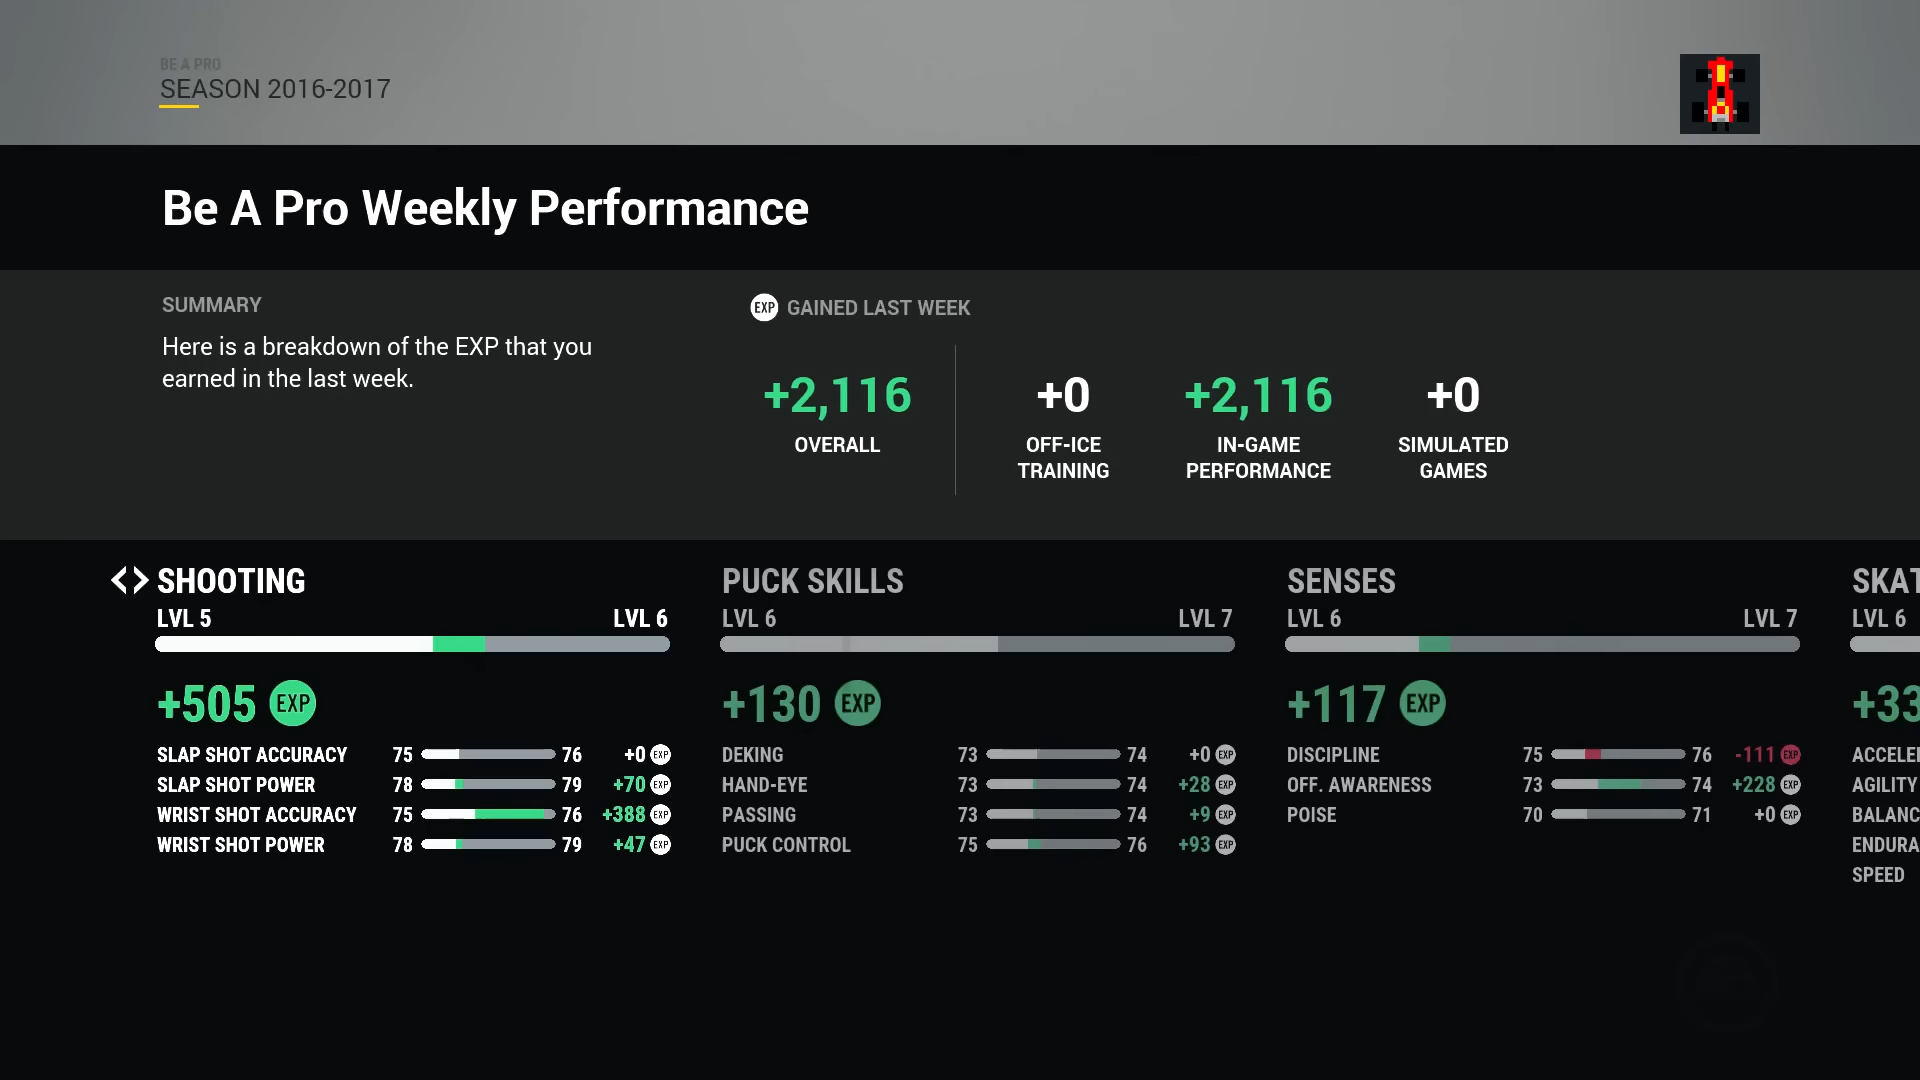 BE A PRO
SEASON 2016-2017
Be A Pro Weekly Performance
SUMMARY
Here is a breakdown of the EXP that you
earned in the last week.
EXP GAINED LAST WEEK
+2,116
OVERALL
+0
OFF-ICE
TRAINING
+2,116
IN-GAME
PERFORMANCE
+0
SIMULATED
GAMES
SHOOTING
LVL 5 LVL 6
+505 EXP
SLAP SHOT ACCURACY 75 76 +0 EXP
SLAP SHOT POWER 78 79 +70 EXP
WRIST SHOT ACCURACY 75 76 +388 EXP
WRIST SHOT POWER 78 79 +47 EXP
PUCK SKILLS
LVL 6 LVL 7
+130 EXP
DEKING 73 74 +0 EXP
HAND-EYE 73 74 +28 EXP
PASSING 73 74 +9 EXP
PUCK CONTROL 75 76 +93 EXP
SENSES
LVL 6 LVL 7
+117 EXP
DISCIPLINE 75 76 -111 EXP
OFF. AWARENESS 73 74 +228 EXP
POISE 70 71 +0 EXP
SKAT
LVL 6
+33
ACCELE
AGILITY
BALANC
ENDURA
SPEED